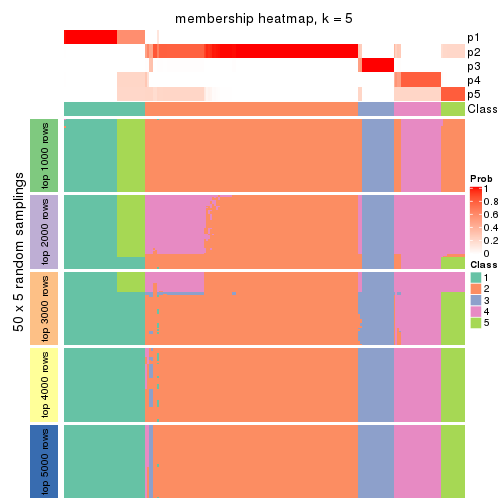 membership heatmap, k = 5
p1
p2
p3
p4
p5
Class
50 x 5 random samplings
top 1000 rows
top 2000 rows
top 3000 rows
top 4000 rows
top 5000 rows
Prob
1
0.8
0.6
0.4
0.2
0
Class
1
2
3
4
5